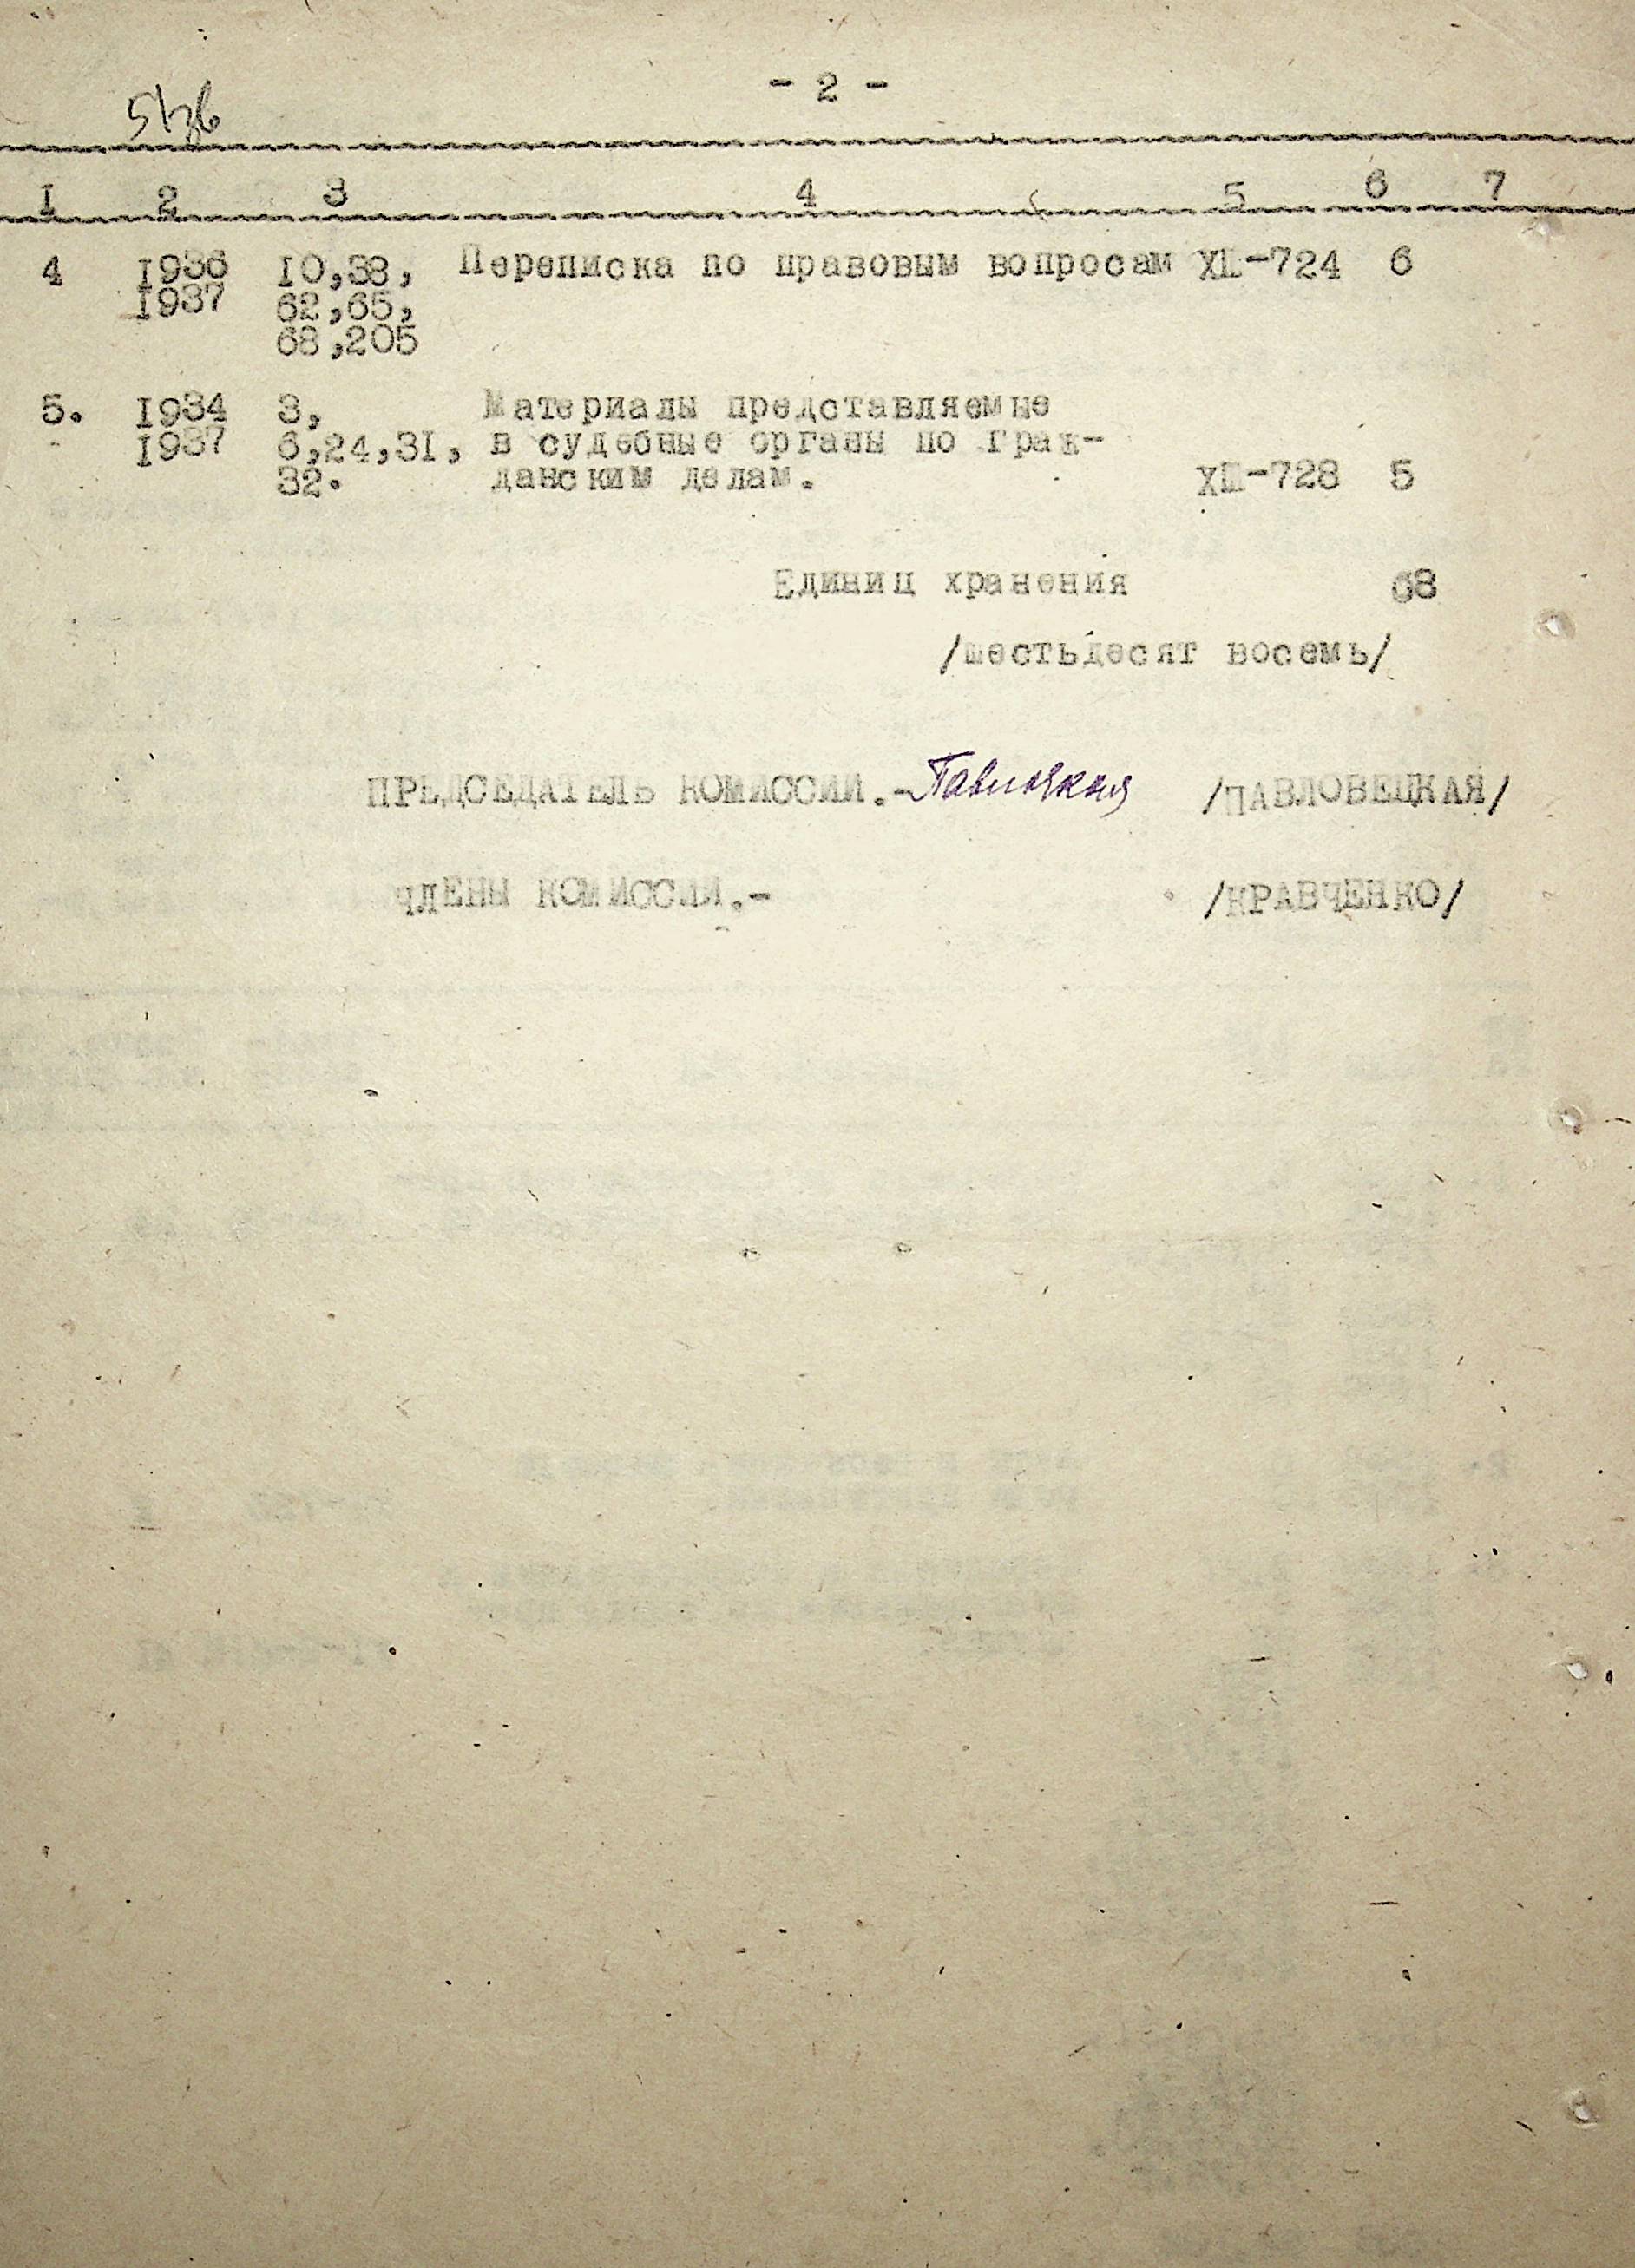 - 2 -
1 2 3 4 5 6 7
4 1936 10,38, Переписка по правовым вопросам XII-724 6
1937 62,65,
68,205
5. 1934 3, Материалы представляемые
1937 6,24,31, в судебные органы по граж-
32. данским делам. XII-728 5
Единиц хранения 68
/шестьдесят восемь/
ПРЕДСЕДАТЕЛЬ КОМИССИИ.- /ПАВЛОВЕЦКАЯ/
ЧЛЕНЫ КОМИССИИ.- /КРАВЧЕНКО/